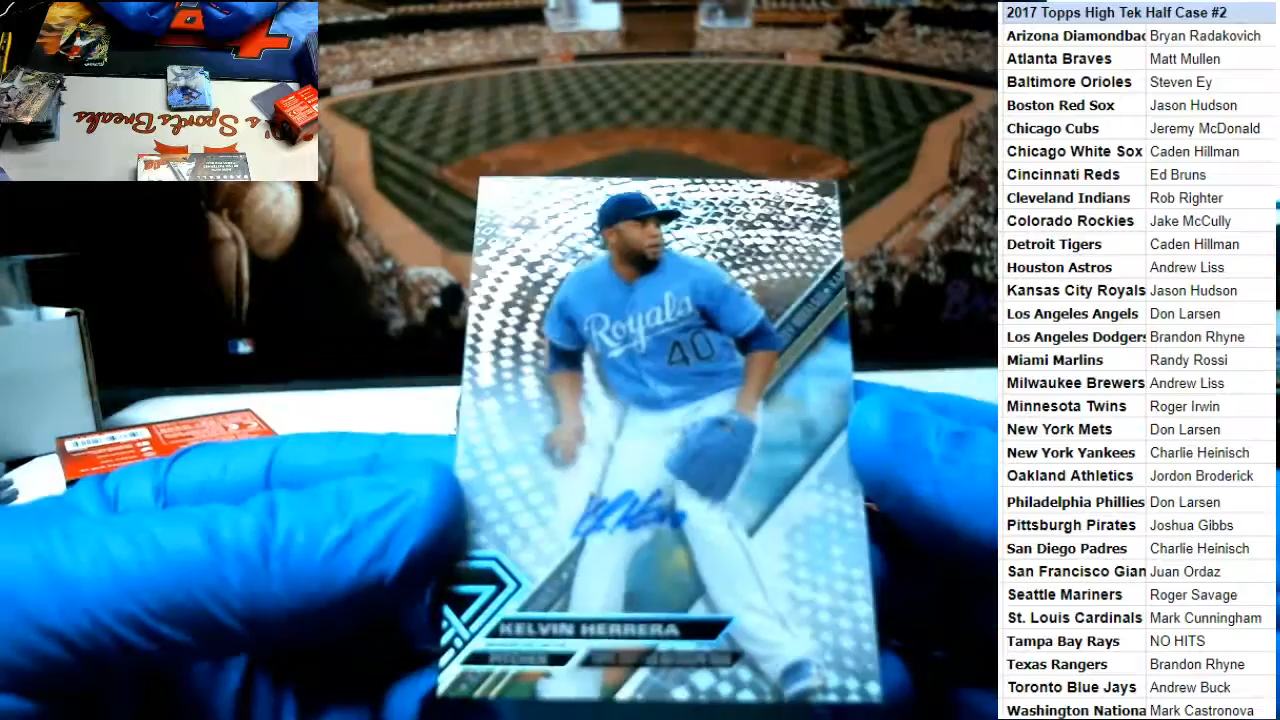 2017 Topps High Tek Half Case #2
Arizona Diamondbac Bryan Radakovich
Atlanta Braves Matt Mullen
Baltimore Orioles Steven Ey
Boston Red Sox Jason Hudson
Chicago Cubs Jeremy McDonald
Chicago White Sox Caden Hillman
Cincinnati Reds Ed Bruns
Cleveland Indians Rob Righter
Colorado Rockies Jake McCully
Detroit Tigers Caden Hillman
Houston Astros Andrew Liss
Kansas City Royals Jason Hudson
Los Angeles Angels Don Larsen
Los Angeles Dodgers Brandon Rhyne
Miami Marlins Randy Rossi
Milwaukee Brewers Andrew Liss
Minnesota Twins Roger Irwin
New York Mets Don Larsen
New York Yankees Charlie Heinisch
Oakland Athletics Jordon Broderick
Philadelphia Phillies Don Larsen
Pittsburgh Pirates Joshua Gibbs
San Diego Padres Charlie Heinisch
San Francisco Gian Juan Ordaz
Seattle Mariners Roger Savage
St. Louis Cardinals Mark Cunningham
Tampa Bay Rays NO HITS
Texas Rangers Brandon Rhyne
Toronto Blue Jays Andrew Buck
Washington Nationa Mark Castronova
's Sports Breaks
Royals
40
KELVIN HERRERA
PITCHER